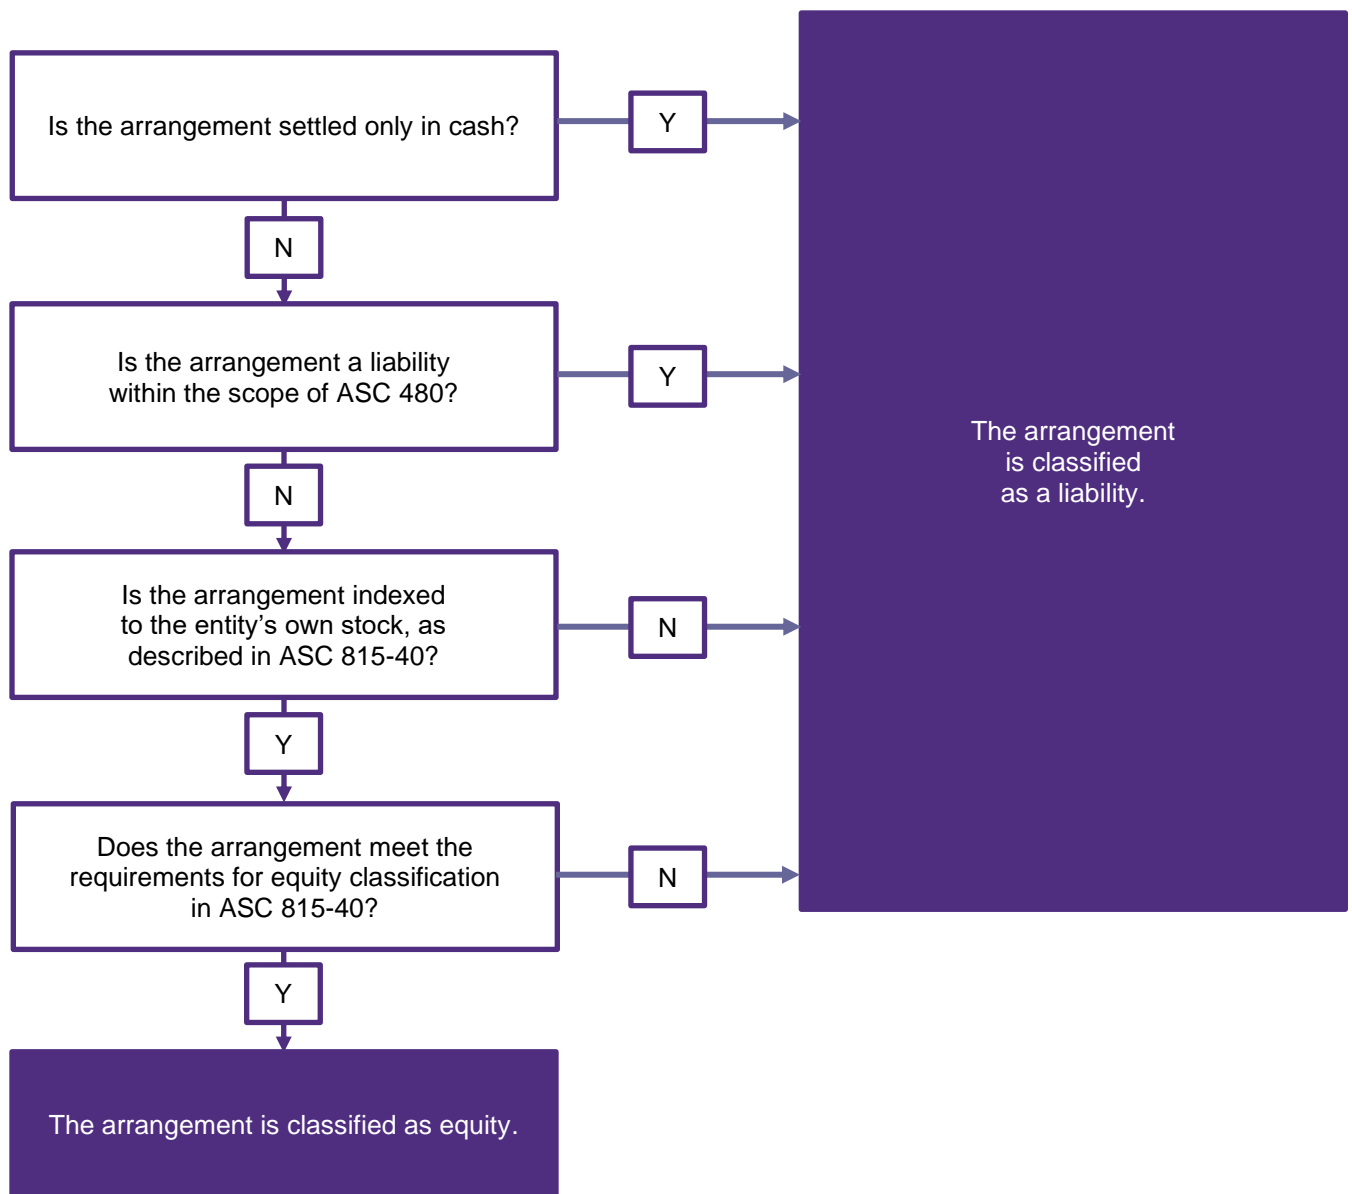 Is the arrangement settled only in cash?
Y
N
Is the arrangement a liability
within the scope of ASC 480?
Y
The arrangement
is classified
as a liability.
N
Is the arrangement indexed
to the entity’s own stock, as
described in ASC 815-40?
N
Y
Does the arrangement meet the
requirements for equity classification
in ASC 815-40?
N
Y
The arrangement is classified as equity.